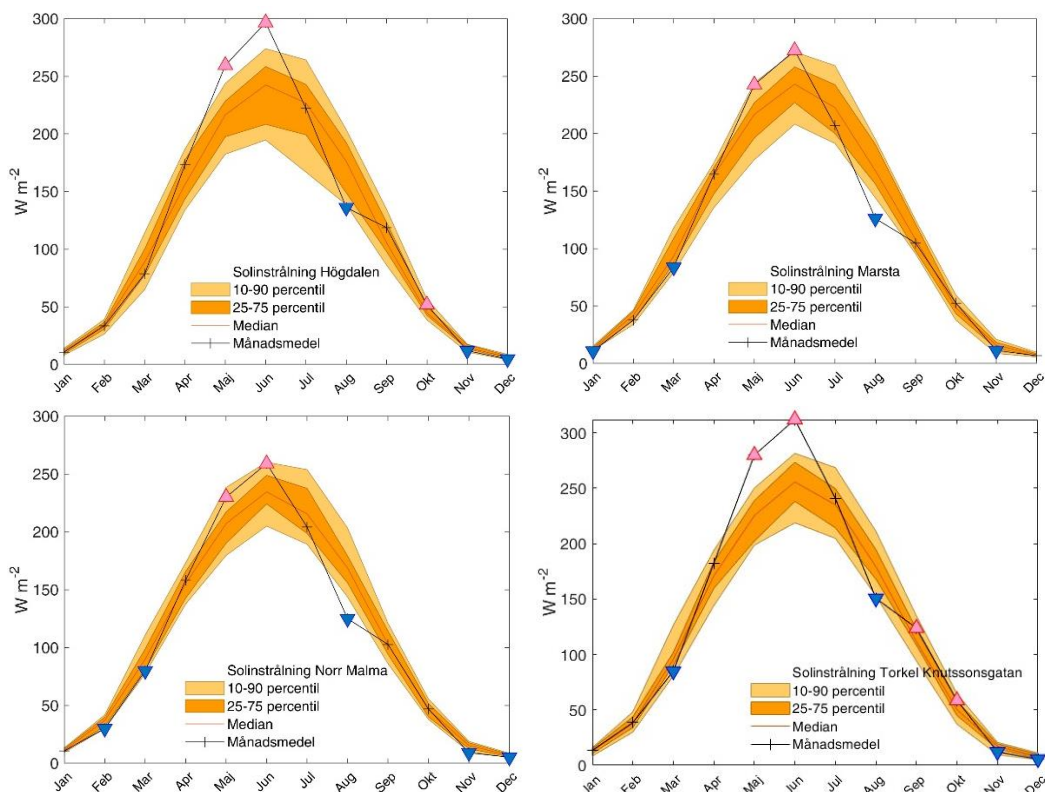 300
250
200
150
100
50
0
W m-2
Solinstrålning Högdalen
10-90 percentil
25-75 percentil
Median
Månadsmedel
Jan Feb Mar Apr Maj Jun Jul Aug Sep Okt Nov Dec
300
250
200
150
100
50
0
W m-2
Solinstrålning Marsta
10-90 percentil
25-75 percentil
Median
Månadsmedel
Jan Feb Mar Apr Maj Jun Jul Aug Sep Okt Nov Dec
300
250
200
150
100
50
0
W m-2
Solinstrålning Norr Malma
10-90 percentil
25-75 percentil
Median
Månadsmedel
Jan Feb Mar Apr Maj Jun Jul Aug Sep Okt Nov Dec
300
250
200
150
100
50
0
W m-2
Solinstrålning Torkel Knutssonsgatan
10-90 percentil
25-75 percentil
Median
Månadsmedel
Jan Feb Mar Apr Maj Jun Jul Aug Sep Okt Nov Dec